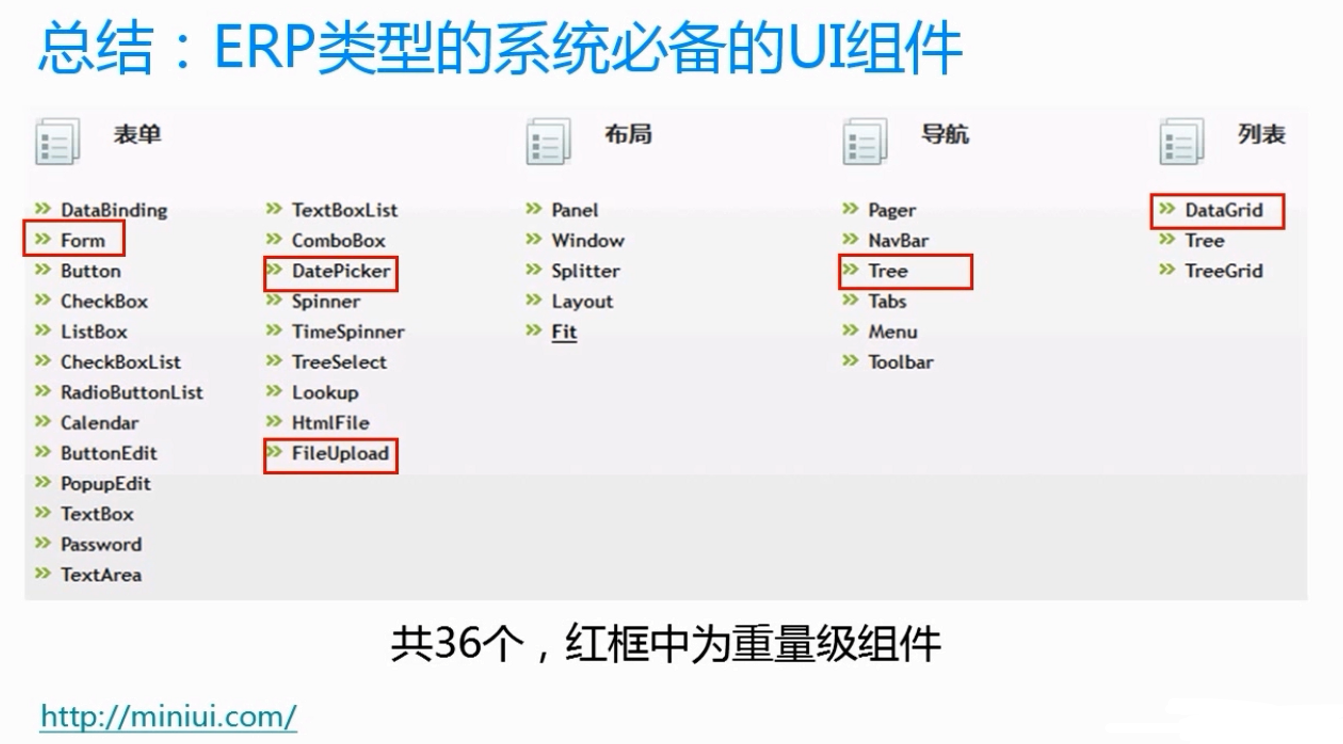 总结：ERP类型的系统必备的UI组件
表单
DataBinding
Form
Button
CheckBox
ListBox
CheckBoxList
RadioButtonList
Calendar
ButtonEdit
PopupEdit
TextBox
Password
TextArea
TextBoxList
ComboBox
DatePicker
Spinner
TimeSpinner
TreeSelect
Lookup
HtmlFile
FileUpload
布局
Panel
Window
Splitter
Layout
Fit
导航
Pager
NavBar
Tree
Tabs
Menu
Toolbar
列表
DataGrid
Tree
TreeGrid
共36个，红框中为重量级组件
http://miniui.com/